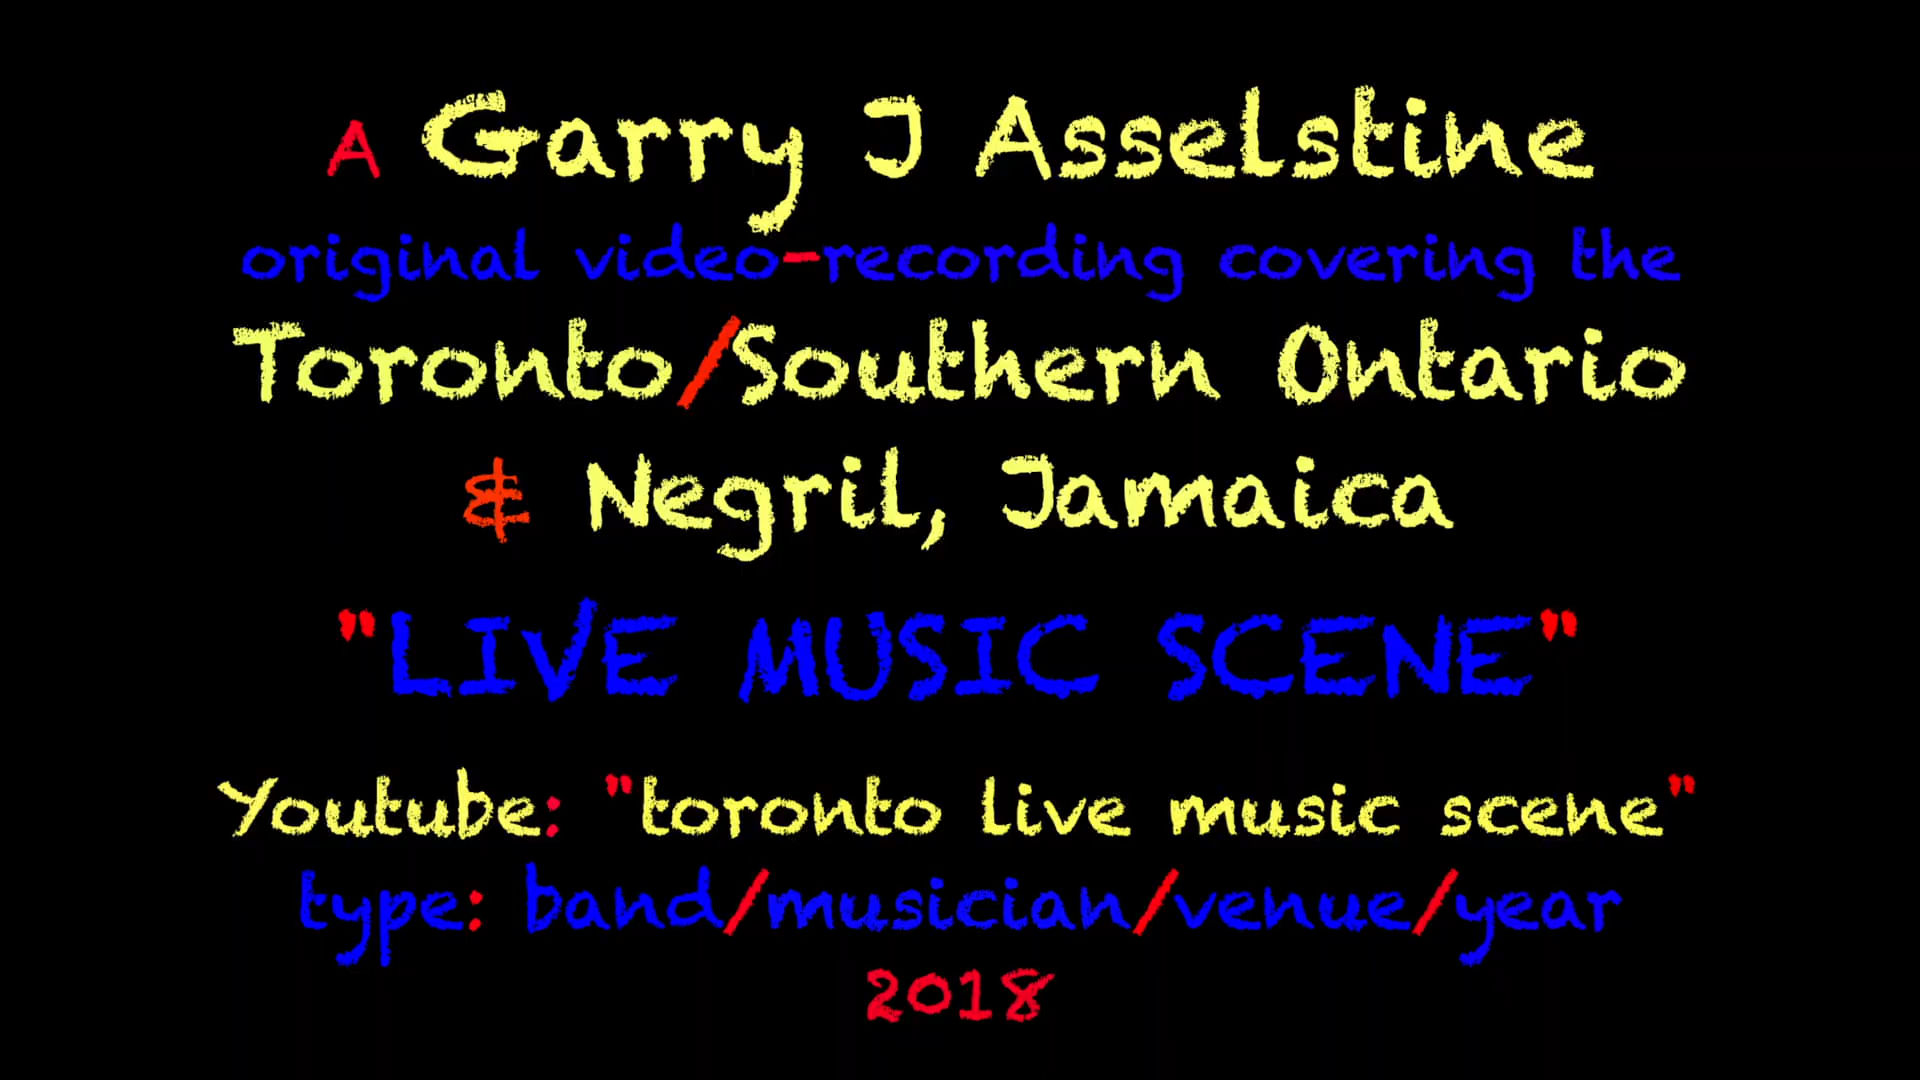 A Garry J Asselstine
original video-recording covering the
Toronto/Southern Ontario
& Negril, Jamaica
"LIVE MUSIC SCENE"
Youtube: "toronto live music scene"
type: band/musician/venue/year
2018